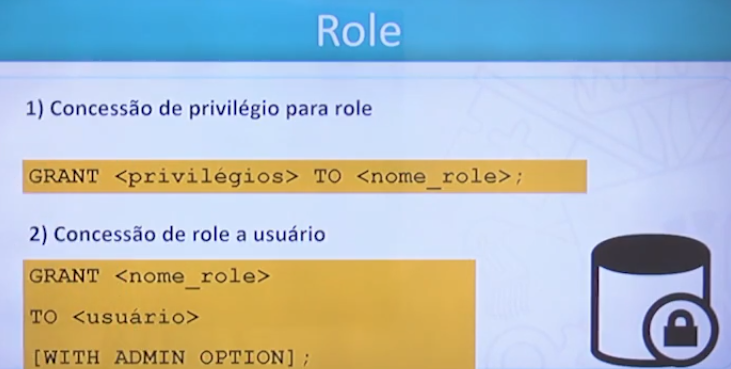 Role
1) Concessão de privilégio para role
GRANT <privilégios> TO <nome_role>;
2) Concessão de role a usuário
GRANT <nome_role>
TO <usuário>
[WITH ADMIN OPTION];